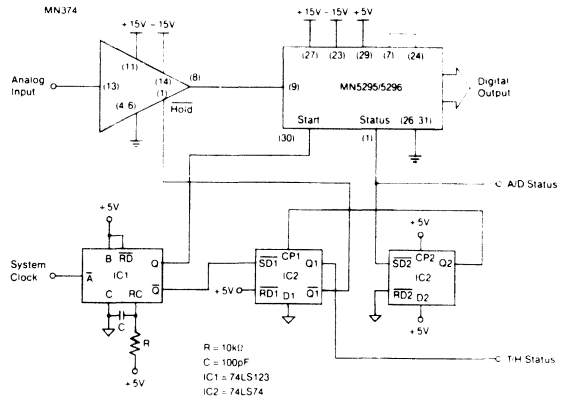 MN374
+15V -15V
+15V -15V +5V
(11)
(27) (23) (29) (7) (24)
Analog
Input
(13)
(14)
(8)
(1)
(4 6)
Hold
(9)
MN5295/5296
Digital
Output
Start Status (26 31)
(30)
(1)
A/D Status
+5V
+5V
System
Clock
B RD
A IC1 Q
Q
C RC
C
R
+5V
SD1 CP1 Q1
IC2
+5V
RD1 D1 Q1
SD2 CP2 Q2
IC2
RD2 D2
+5V
T/H Status
R = 10kΩ
C = 100pF
IC1 = 74LS123
IC2 = 74LS74